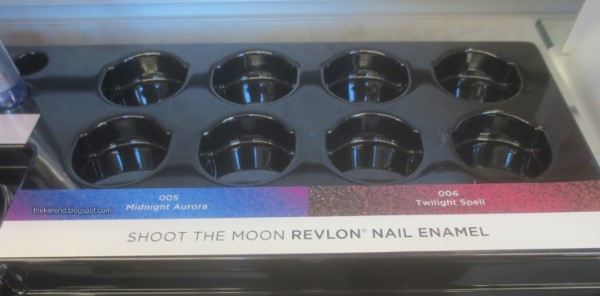 005
Midnight Aurora
006
Twilight Spell
thekarend.blogspot.com
SHOOT THE MOON REVLON® NAIL ENAMEL